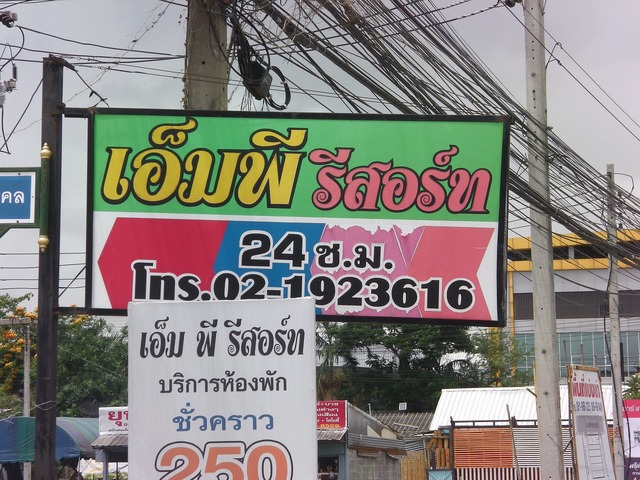 เอ็มพี รีสอร์ท
24 ช.ม.
โทร.02-1923616
เอ็ม พี รีสอร์ท
บริการห้องพัก
ชั่วคราว
250
คล